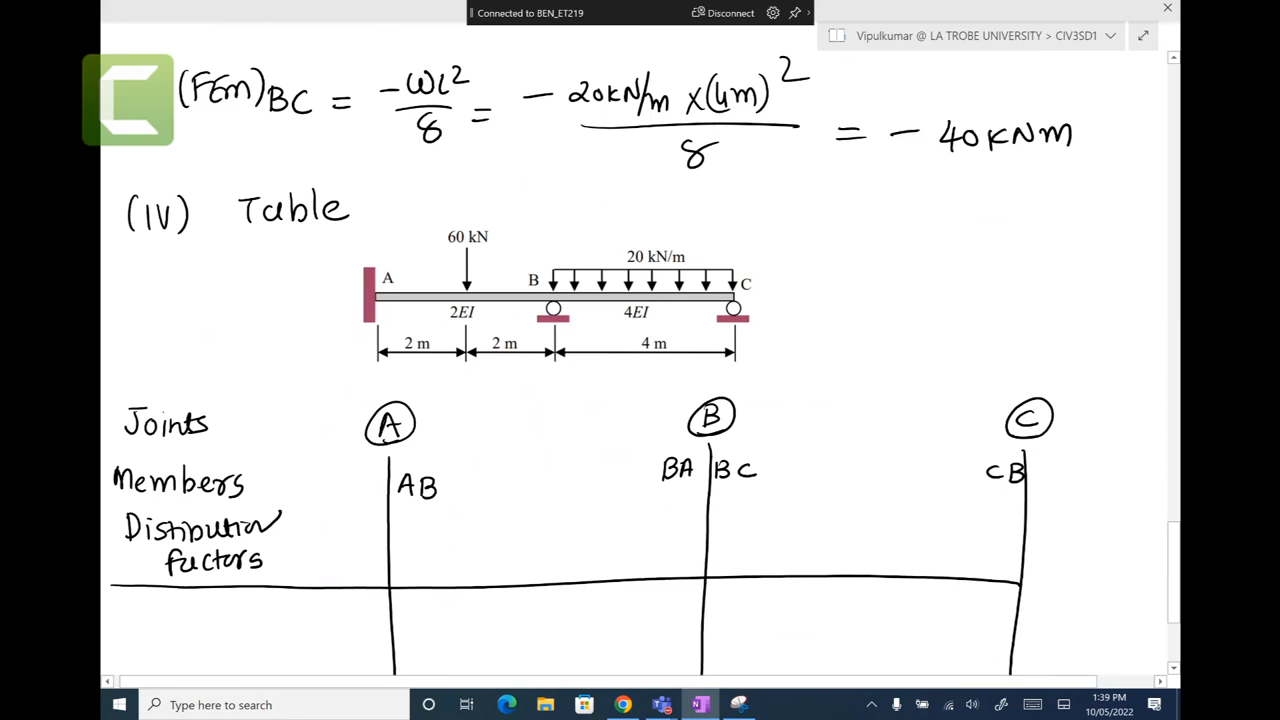 Connected to BEN_ET219
Disconnect
Vipulkumar @ LA TROBE UNIVERSITY > CIV3SD1
(FEm)BC = -ωL²/8 = - 20kN/m x(4m)²/8 = - 40KNm
(IV) Table
60 kN
20 kN/m
A
B
C
2EI
4EI
2 m
2 m
4 m
Joints A B C
Members AB BA BC CB
Distibution
factors
Type here to search
1:39 PM
10/05/2022